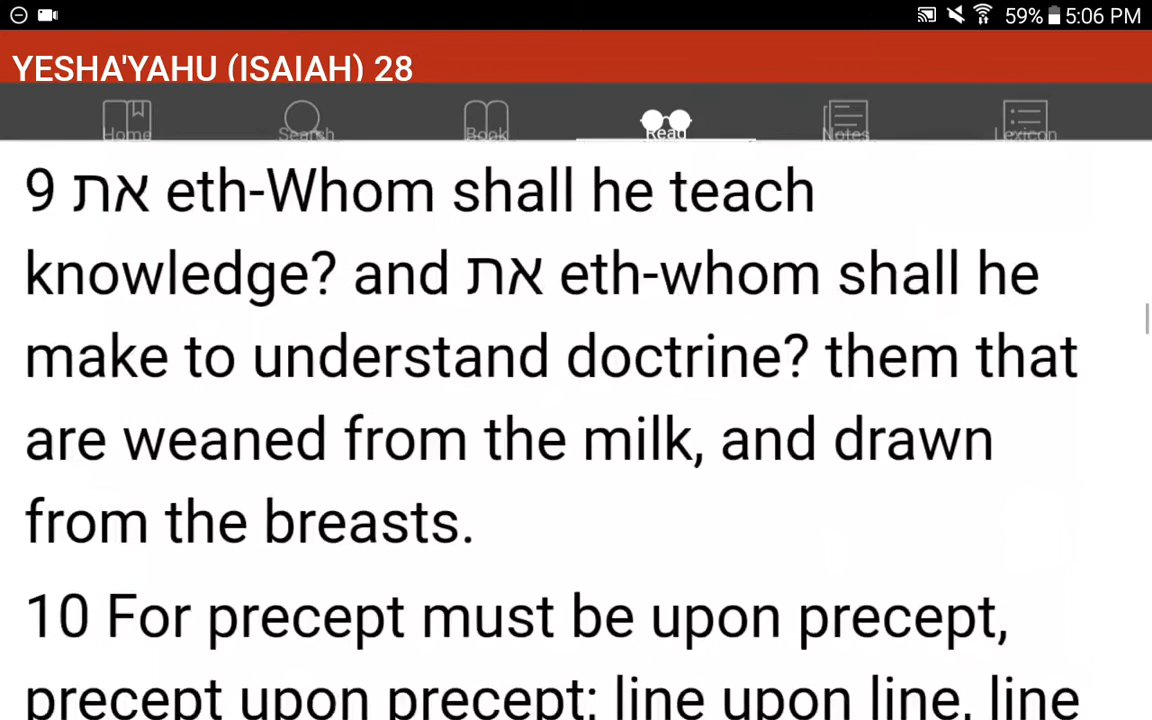 59% 5:06 PM
YESHA'YAHU (ISAIAH) 28
Home Search Book Read Notes Lexicon
9 את eth-Whom shall he teach
knowledge? and את eth-whom shall he
make to understand doctrine? them that
are weaned from the milk, and drawn
from the breasts.
10 For precept must be upon precept,
precept upon precept; line upon line, line